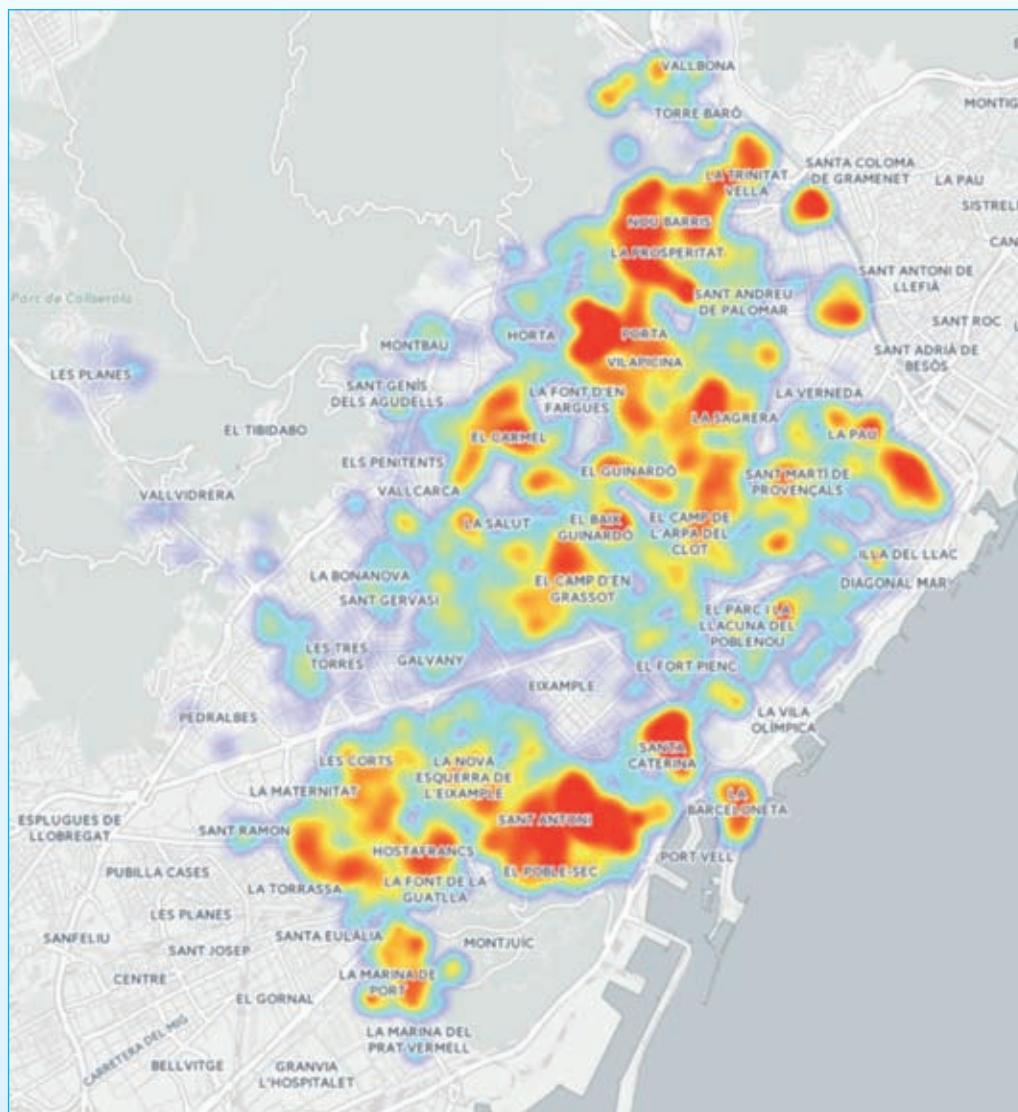 VALLBONA
MONTIG
TORRE BARÓ
SANTA COLOMA
DE GRAMENET
LA TRINITAT
VELLA
LA PAU
SISTRELL
NOU BARRIS
CAN
LA PROSPERITAT
SANT ANTONI DE
LLEFIÀ
Parc de Collserola
SANT ANDREU
DE PALOMAR
SANT ROC
HORTA
PORTA
MONTBAU
SANT ADRIÀ DE
BESÒS
VILAPICINA
LES PLANES
SANT GENÍS
DELS AGUDELLS
LA FONT D'EN
FARGUES
LA VERNEDA
LA SAGRERA
EL TIBIDABO
EL CARMEL
LA PAU
ELS PENITENTS
EL GUINARDÓ
SANT MARTÍ DE
PROVENÇALS
VALLVIDRERA
VALLCARCA
LA SALUT
EL BAIX
GUINARDÓ
EL CAMP DE
L'ARPA DEL
CLOT
ILLA DEL LLAC
LA BONANOVA
EL CAMP D'EN
GRASSOT
DIAGONAL MAR
SANT GERVASI
EL PARC I LA
LLACUNA DEL
POBLENOU
LES TRES
TORRES
GALVANY
EL FORT PIENC
EIXAMPLE
PEDRALBES
LA VILA
OLÍMPICA
SANTA
CATERINA
LES CORTS
LA NOVA
ESQUERRA DE
L'EIXAMPLE
LA MATERNITAT
LA
BARCELONETA
ESPLUGUES DE
LLOBREGAT
SANT RAMON
SANT ANTONI
HOSTAFRANCS
PORT VELL
PUBILLA CASES
EL POBLE-SEC
LA TORRASSA
LA FONT DE LA
GUATLLA
LES PLANES
SANFELIU
SANTA EULÀLIA
MONTJUÏC
SANT JOSEP
CENTRE
LA MARINA DE
PORT
EL GORNAL
CARRETERA DEL MIG
LA MARINA DEL
PRAT VERMELL
BELLVITGE
GRANVIA
L'HOSPITALET